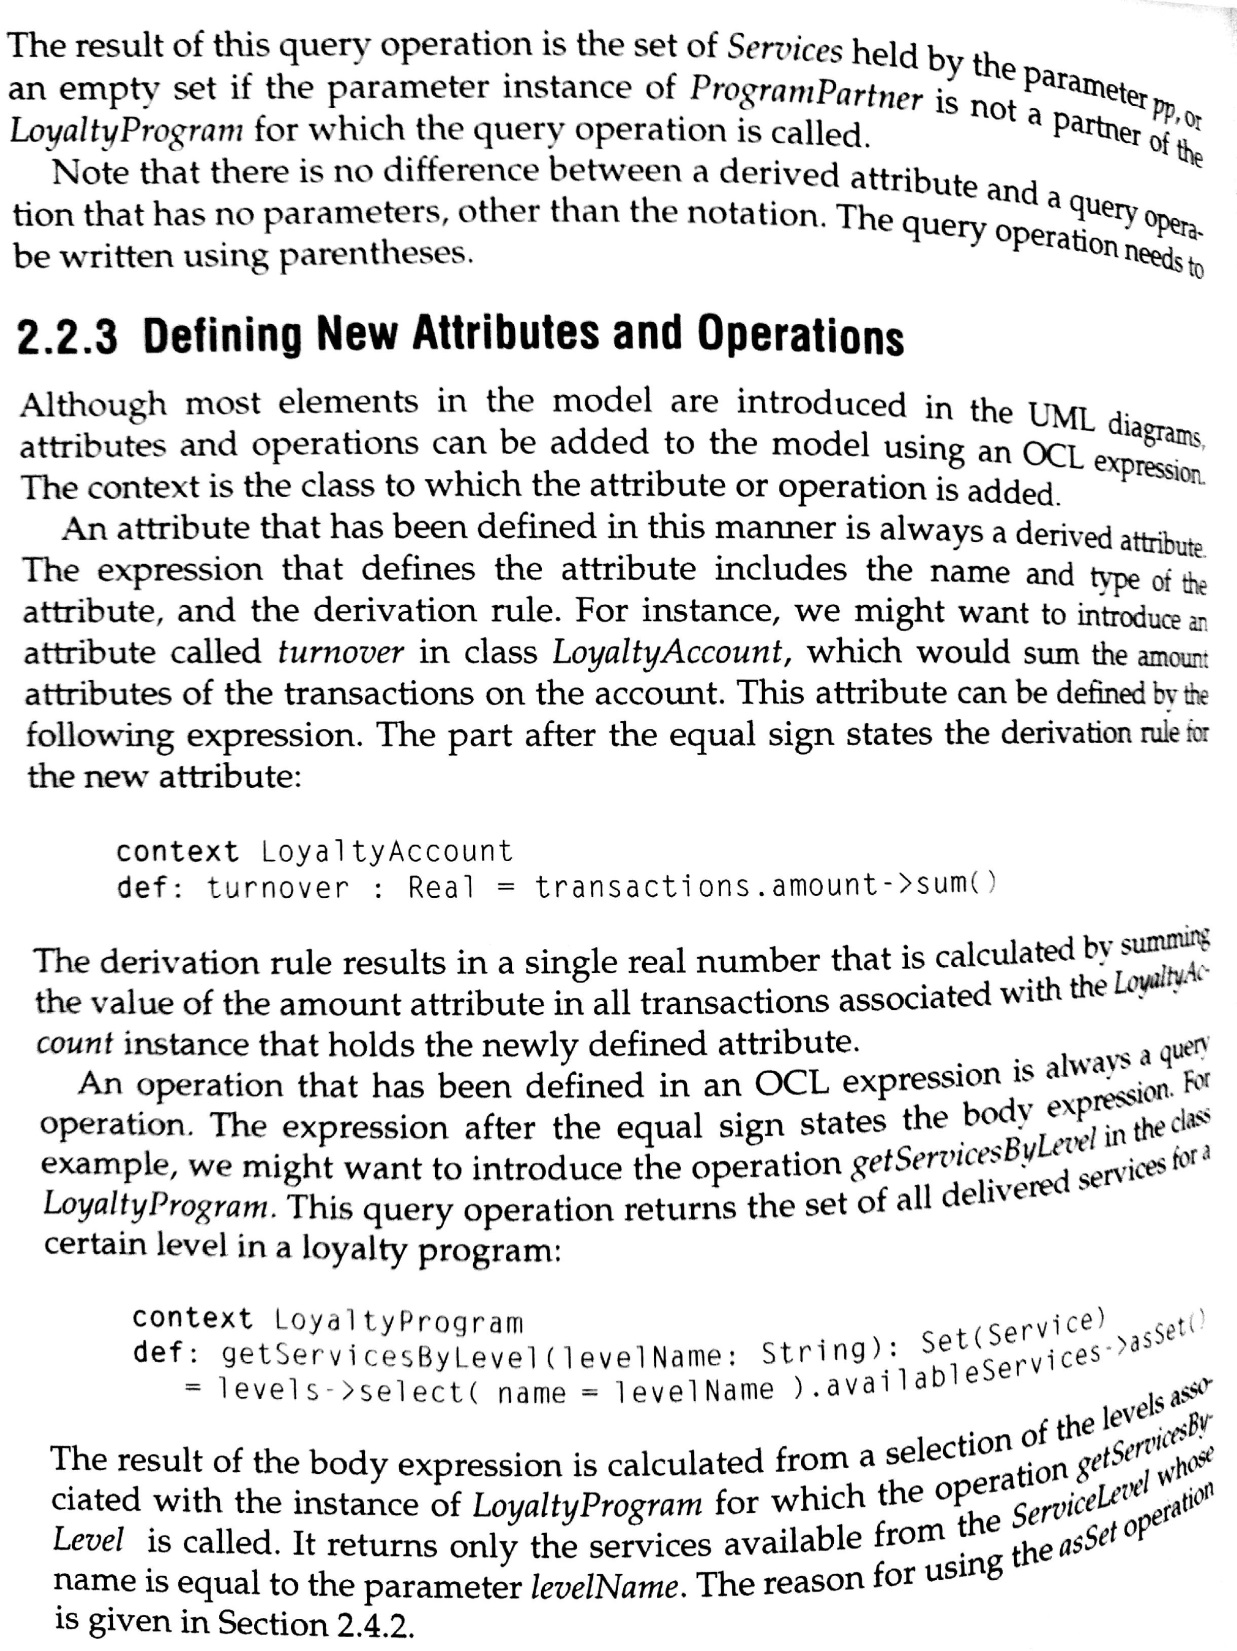 The result of this query operation is the set of Services held by the parameter pp, or
an empty set if the parameter instance of ProgramPartner is not a partner of the
LoyaltyProgram for which the query operation is called.
Note that there is no difference between a derived attribute and a query opera-
tion that has no parameters, other than the notation. The query operation needs to
be written using parentheses.
2.2.3 Defining New Attributes and Operations
Although most elements in the model are introduced in the UML diagrams,
attributes and operations can be added to the model using an OCL expression.
The context is the class to which the attribute or operation is added.
An attribute that has been defined in this manner is always a derived attribute.
The expression that defines the attribute includes the name and type of the
attribute, and the derivation rule. For instance, we might want to introduce an
attribute called turnover in class LoyaltyAccount, which would sum the amount
attributes of the transactions on the account. This attribute can be defined by the
following expression. The part after the equal sign states the derivation rule for
the new attribute:
context LoyaltyAccount
def: turnover : Real = transactions.amount->sum()
The derivation rule results in a single real number that is calculated by summing
the value of the amount attribute in all transactions associated with the LoyaltyAc-
count instance that holds the newly defined attribute.
An operation that has been defined in an OCL expression is always a query
operation. The expression after the equal sign states the body expression. For
example, we might want to introduce the operation getServicesByLevel in the class
LoyaltyProgram. This query operation returns the set of all delivered services for a
certain level in a loyalty program:
context LoyaltyProgram
def: getServicesByLevel(levelName: String): Set(Service)
= levels->select( name = levelName ).availableServices->asSet()
The result of the body expression is calculated from a selection of the levels asso-
ciated with the instance of LoyaltyProgram for which the operation getServicesBy-
Level is called. It returns only the services available from the ServiceLevel whose
name is equal to the parameter levelName. The reason for using the asSet operation
is given in Section 2.4.2.